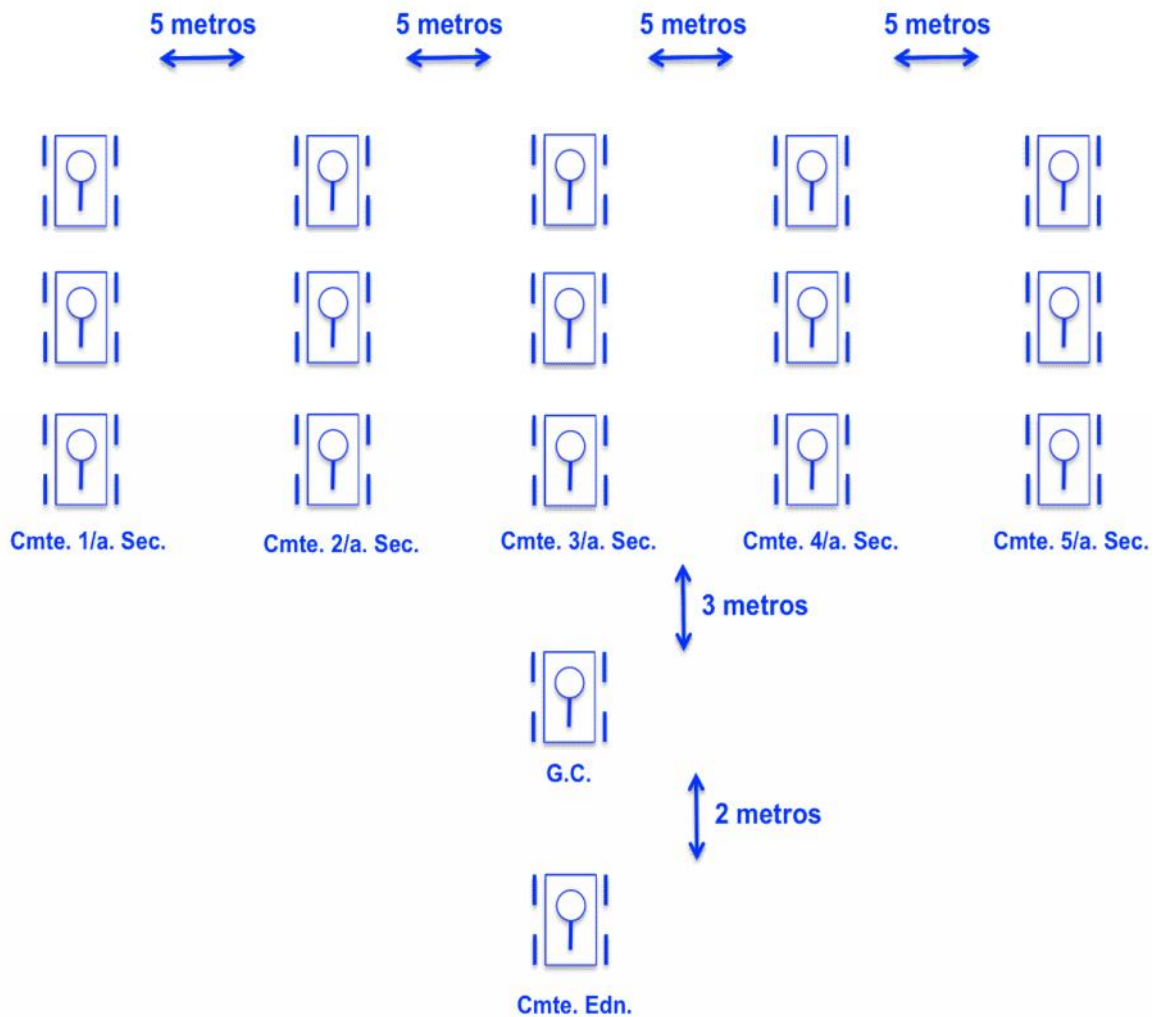 5 metros 5 metros 5 metros 5 metros
Cmte. 1/a. Sec. Cmte. 2/a. Sec. Cmte. 3/a. Sec. Cmte. 4/a. Sec. Cmte. 5/a. Sec.
3 metros
G.C.
2 metros
Cmte. Edn.